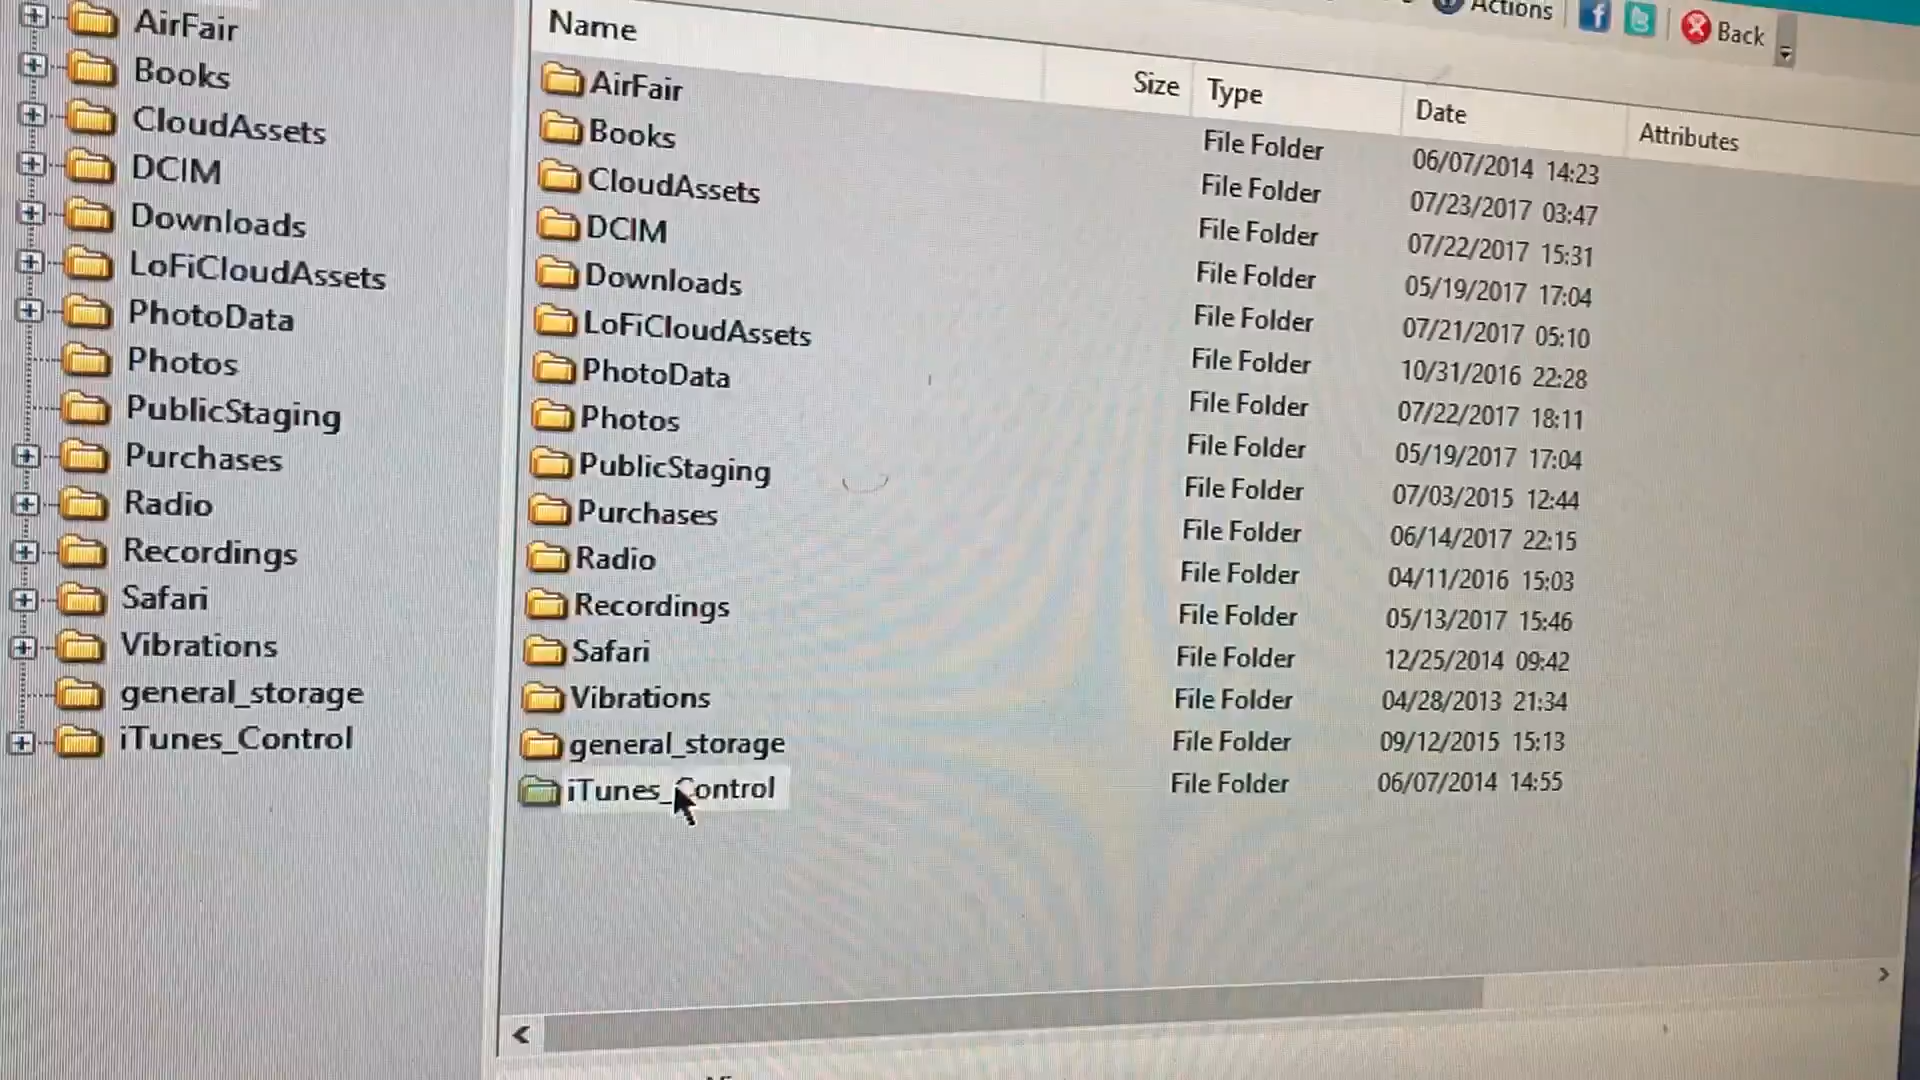 Actions Back
Name Size Type Date Attributes
AirFair
Books
CloudAssets
DCIM
Downloads
LoFiCloudAssets
PhotoData
Photos
PublicStaging
Purchases
Radio
Recordings
Safari
Vibrations
general_storage
iTunes_Control
AirFair File Folder 06/07/2014 14:23
Books File Folder 07/23/2017 03:47
CloudAssets File Folder 07/22/2017 15:31
DCIM File Folder 05/19/2017 17:04
Downloads File Folder 07/21/2017 05:10
LoFiCloudAssets File Folder 10/31/2016 22:28
PhotoData File Folder 07/22/2017 18:11
Photos File Folder 05/19/2017 17:04
PublicStaging File Folder 07/03/2015 12:44
Purchases File Folder 06/14/2017 22:15
Radio File Folder 04/11/2016 15:03
Recordings File Folder 05/13/2017 15:46
Safari File Folder 12/25/2014 09:42
Vibrations File Folder 04/28/2013 21:34
general_storage File Folder 09/12/2015 15:13
iTunes_Control File Folder 06/07/2014 14:55